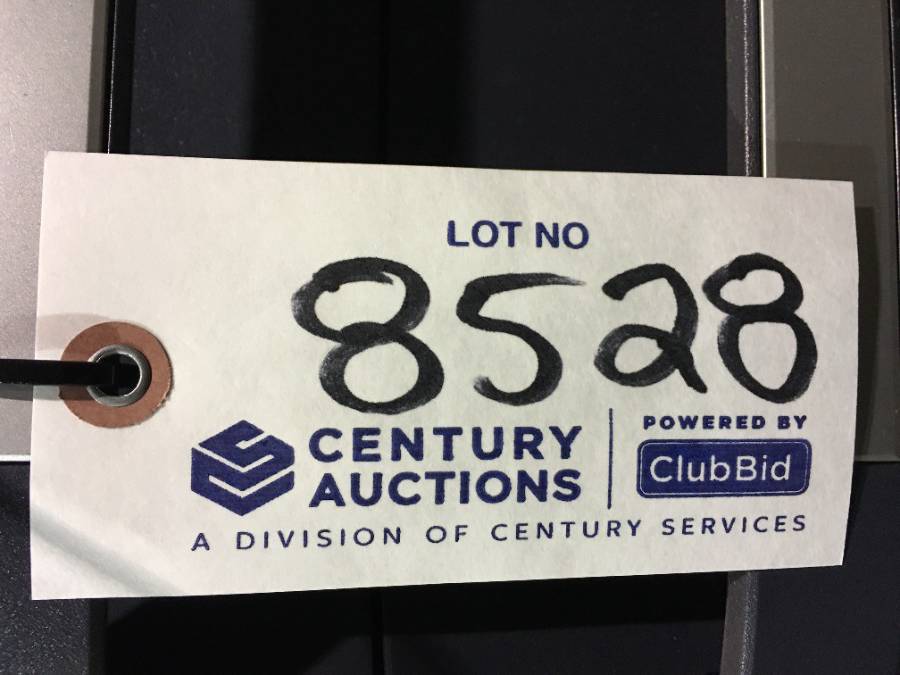 LOT NO
8528
CENTURY
AUCTIONS
A DIVISION OF CENTURY SERVICES
POWERED BY
ClubBid